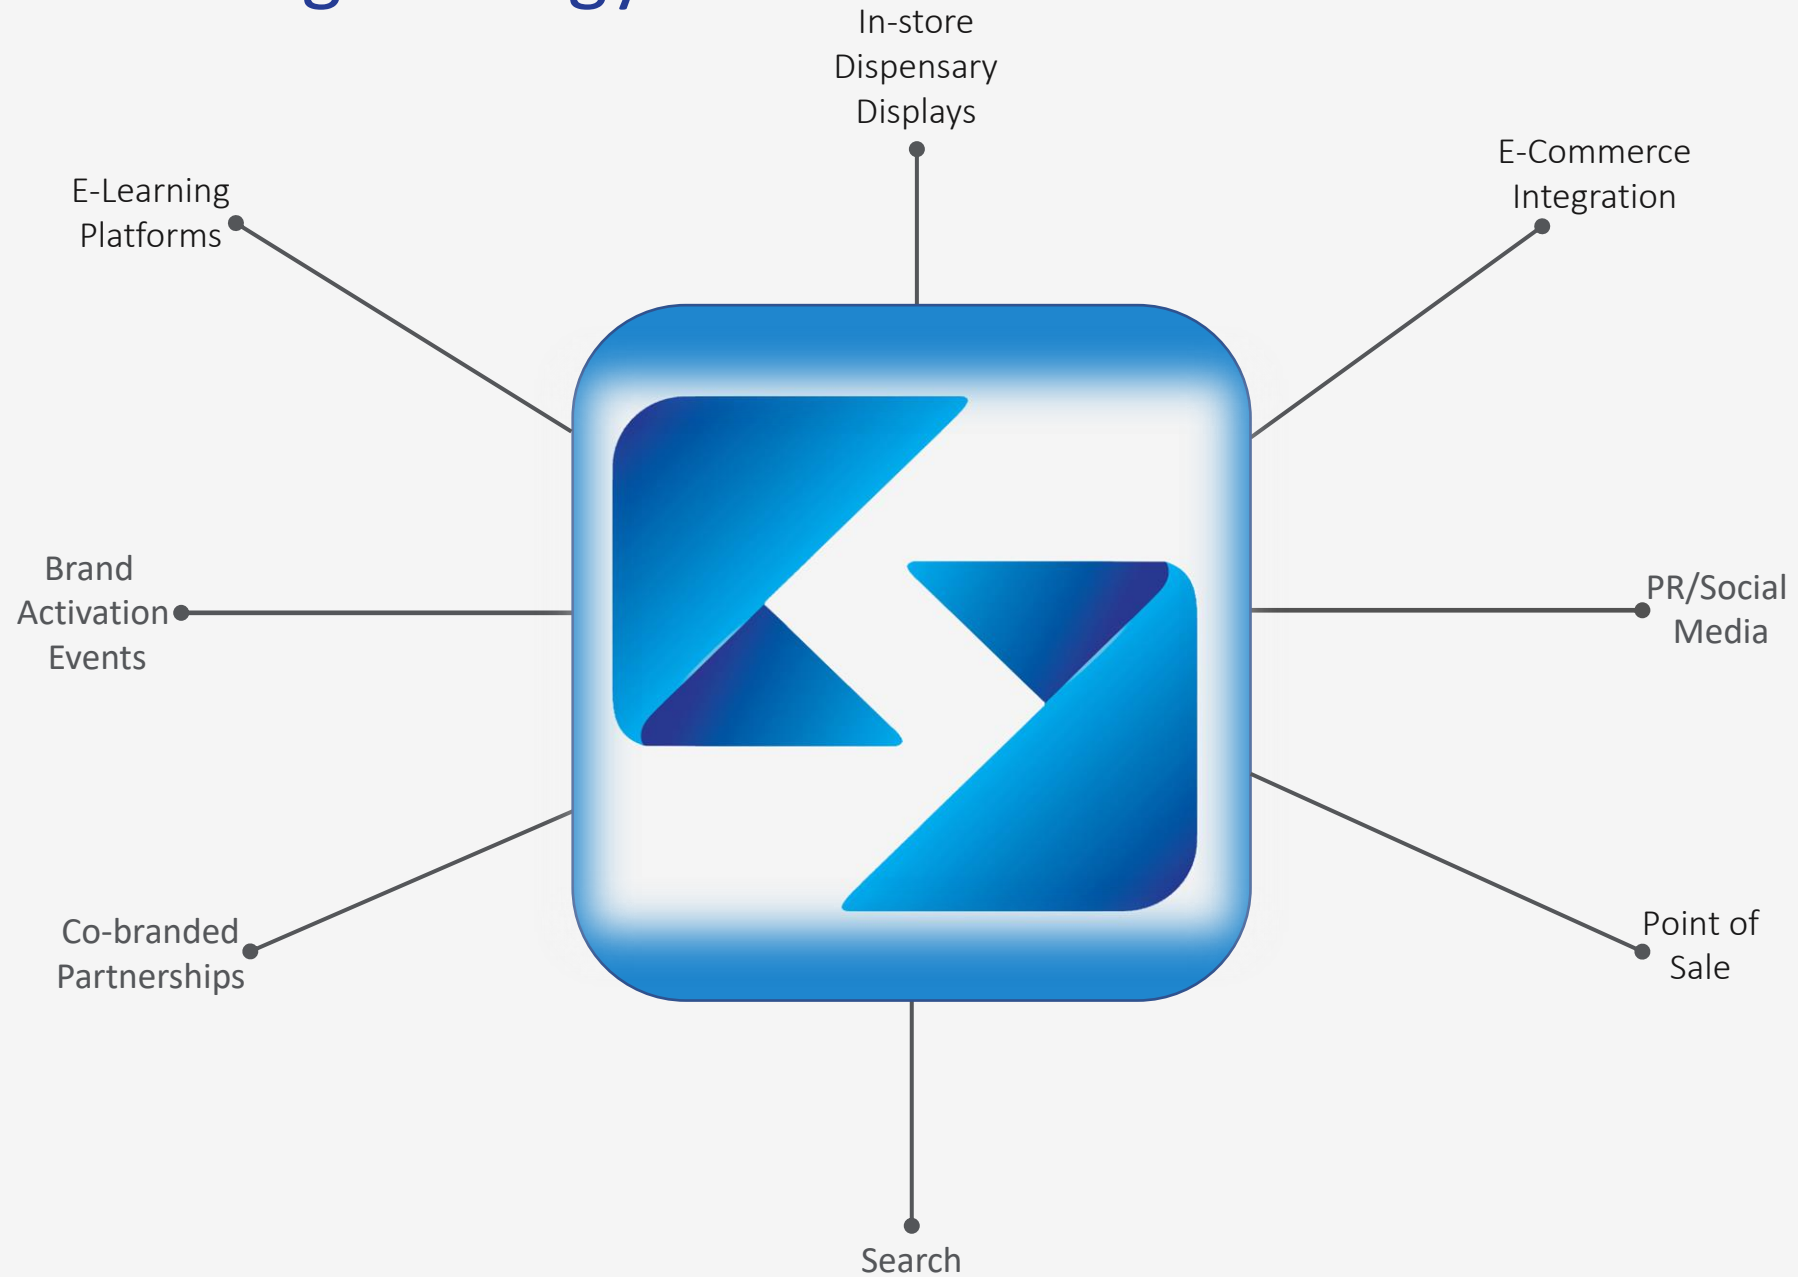 In-store
Dispensary
Displays
E-Commerce
Integration
E-Learning
Platforms
Brand
Activation
Events
PR/Social
Media
Co-branded
Partnerships
Point of
Sale
Search